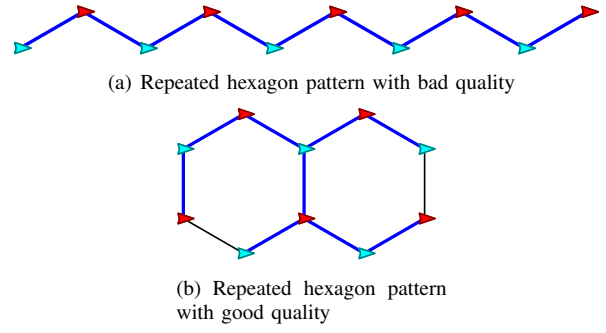 (a) Repeated hexagon pattern with bad quality
(b) Repeated hexagon pattern
with good quality